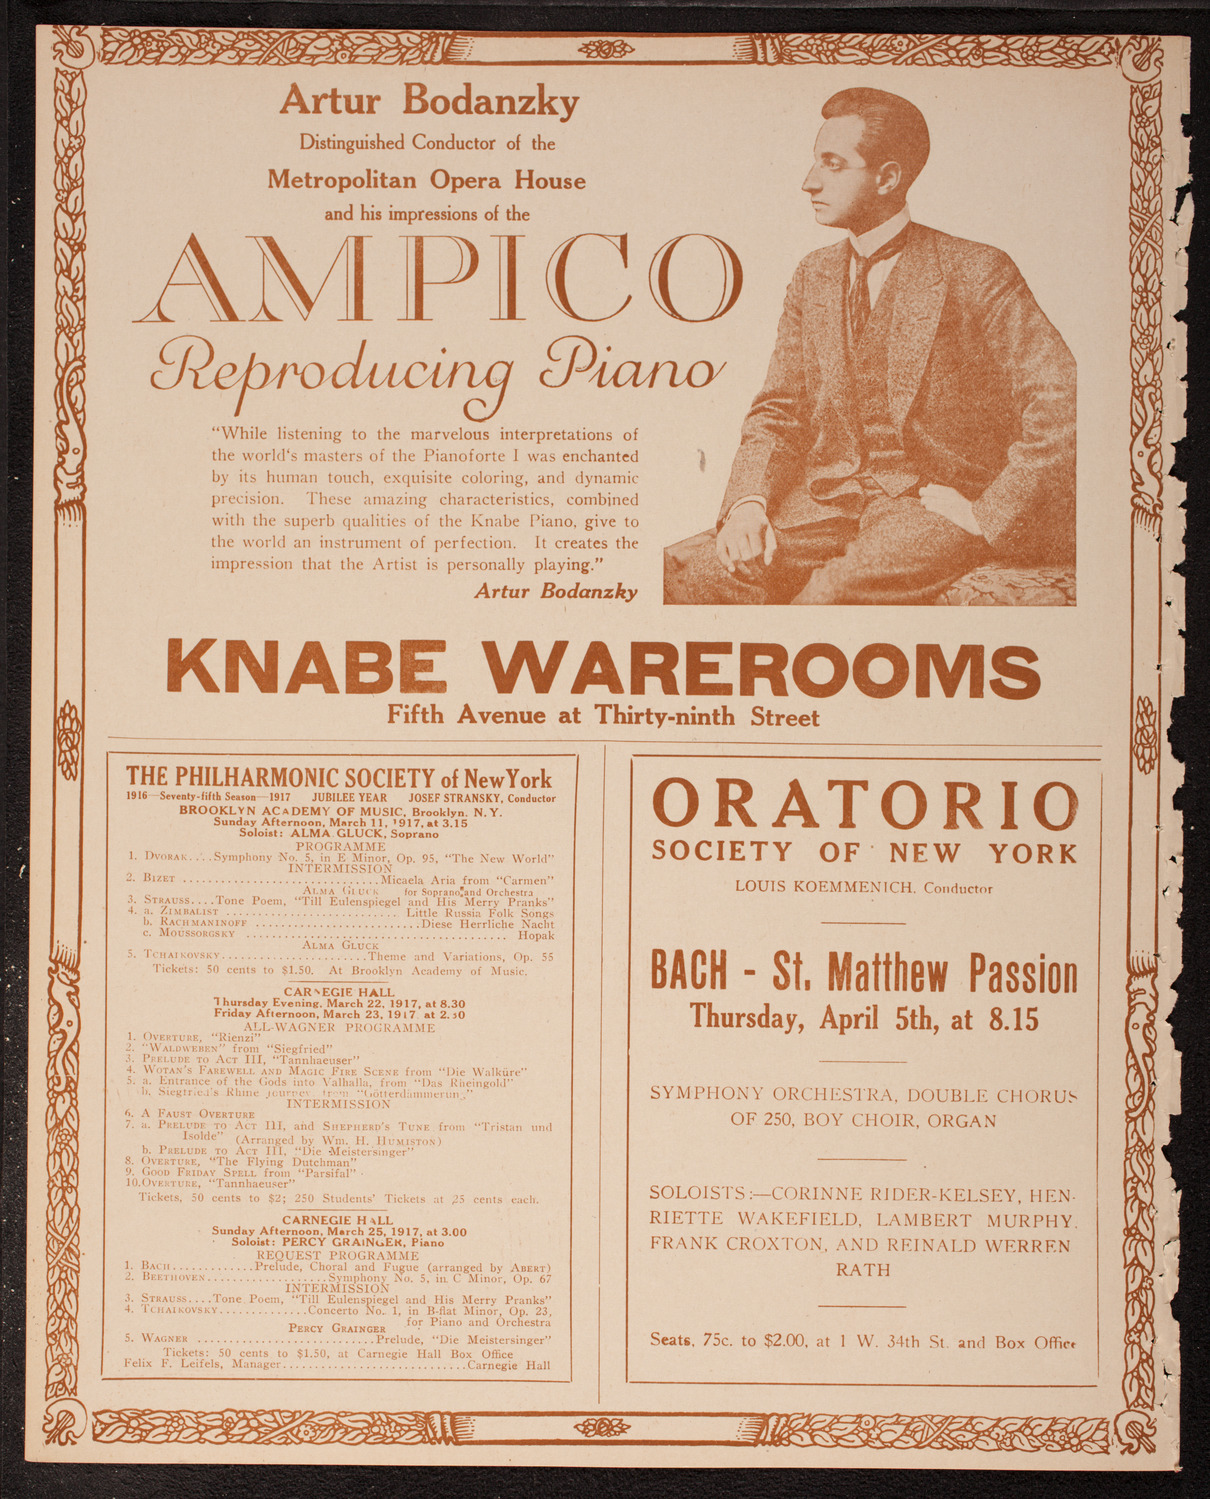 Artur Bodanzky
Distinguished Conductor of the
Metropolitan Opera House
and his impressions of the
AMPICO
Reproducing Piano
“While listening to the marvelous interpretations of
the world‘s masters of the Pianoforte I was enchanted
by its human touch, exquisite coloring, and dynamic
precision. These amazing characteristics, combined
with the superb qualities of the Knabe Piano, give to
the world an instrument of perfection. It creates the
impression that the Artist is personally playing.”
Artur Bodanzky
KNABE WAREROOMS
Fifth Avenue at Thirty-ninth Street
THE PHILHARMONIC SOCIETY of New York
1916—Seventy-fifth Season—1917 JUBILEE YEAR JOSEF STRANSKY, Conductor
BROOKLYN ACADEMY OF MUSIC, Brooklyn. N. Y.
Sunday Afternoon, March 11, 1917, at 3.15
Soloist: ALMA GLUCK, Soprano
PROGRAMME
1. DVORAK.....Symphony No. 5, in E Minor, Op. 95, “The New World”
INTERMISSION
2. BIZET ..............................Micaela Aria from “Carmen”
ALMA GLUCK for Soprano and Orchestra
3. STRAUSS....Tone Poem, “Till Eulenspiegel and His Merry Pranks”
4. a. ZIMBALIST .......................... Little Russia Folk Songs
b. RACHMANINOFF .........................Diese Herrliche Nacht
c. MOUSSORGSKY ........................................ Hopak
ALMA GLUCK
5. TCHAIKOVSKY......................Theme and Variations, Op. 55
Tickets: 50 cents to $1.50. At Brooklyn Academy of Music.
CARNEGIE HALL
Thursday Evening, March 22, 1917, at 8.30
Friday Afternoon, March 23, 1917 at 2.30
ALL-WAGNER PROGRAMME
1. OVERTURE, “Rienzi”
2. “WALDWEBEN” from “Siegfried”
3. PRELUDE TO ACT III, “Tannhaeuser”
4. WOTAN'S FAREWELL AND MAGIC FIRE SCENE from “Die Walküre”
5. a. Entrance of the Gods into Valhalla, from “Das Rheingold”
b. Siegfried's Rhine journey, from “Götterdämmerung”
INTERMISSION
6. A FAUST OVERTURE
7. a. PRELUDE TO ACT III, and SHEPHERD'S TUNE from “Tristan und
Isolde” (Arranged by WM. H. HUMISTON)
b. PRELUDE TO ACT III, “Die Meistersinger”
8. OVERTURE, “The Flying Dutchman”
9. GOOD FRIDAY SPELL from “Parsifal”
10.OVERTURE, “Tannhaeuser”
Tickets, 50 cents to $2; 250 Students' Tickets at 25 cents each.
CARNEGIE HALL
Sunday Afternoon, March 25, 1917, at 3.00
Soloist: PERCY GRAINGER, Piano
REQUEST PROGRAMME
1. BACH............Prelude, Choral and Fugue (arranged by ABERT)
2. BEETHOVEN...................Symphony No. 5, in C Minor, Op. 67
INTERMISSION
3. STRAUSS....Tone Poem, “Till Eulenspiegel and His Merry Pranks”
4. TCHAIKOVSKY..............Concerto No. 1, in B-flat Minor, Op. 23,
for Piano and Orchestra
PERCY GRAINGER
5. WAGNER ............................Prelude, “Die Meistersinger”
Tickets: 50 cents to $1.50, at Carnegie Hall Box Office
Felix F. Leifels, Manager............................Carnegie Hall
ORATORIO
SOCIETY OF NEW YORK
LOUIS KOEMMENICH, Conductor
BACH - St. Matthew Passion
Thursday, April 5th, at 8.15
SYMPHONY ORCHESTRA, DOUBLE CHORUS
OF 250, BOY CHOIR, ORGAN
SOLOISTS:—CORINNE RIDER-KELSEY, HEN-
RIETTE WAKEFIELD, LAMBERT MURPHY,
FRANK CROXTON, AND REINALD WERREN
RATH
Seats, 75c. to $2.00, at 1 W. 34th St. and Box Office